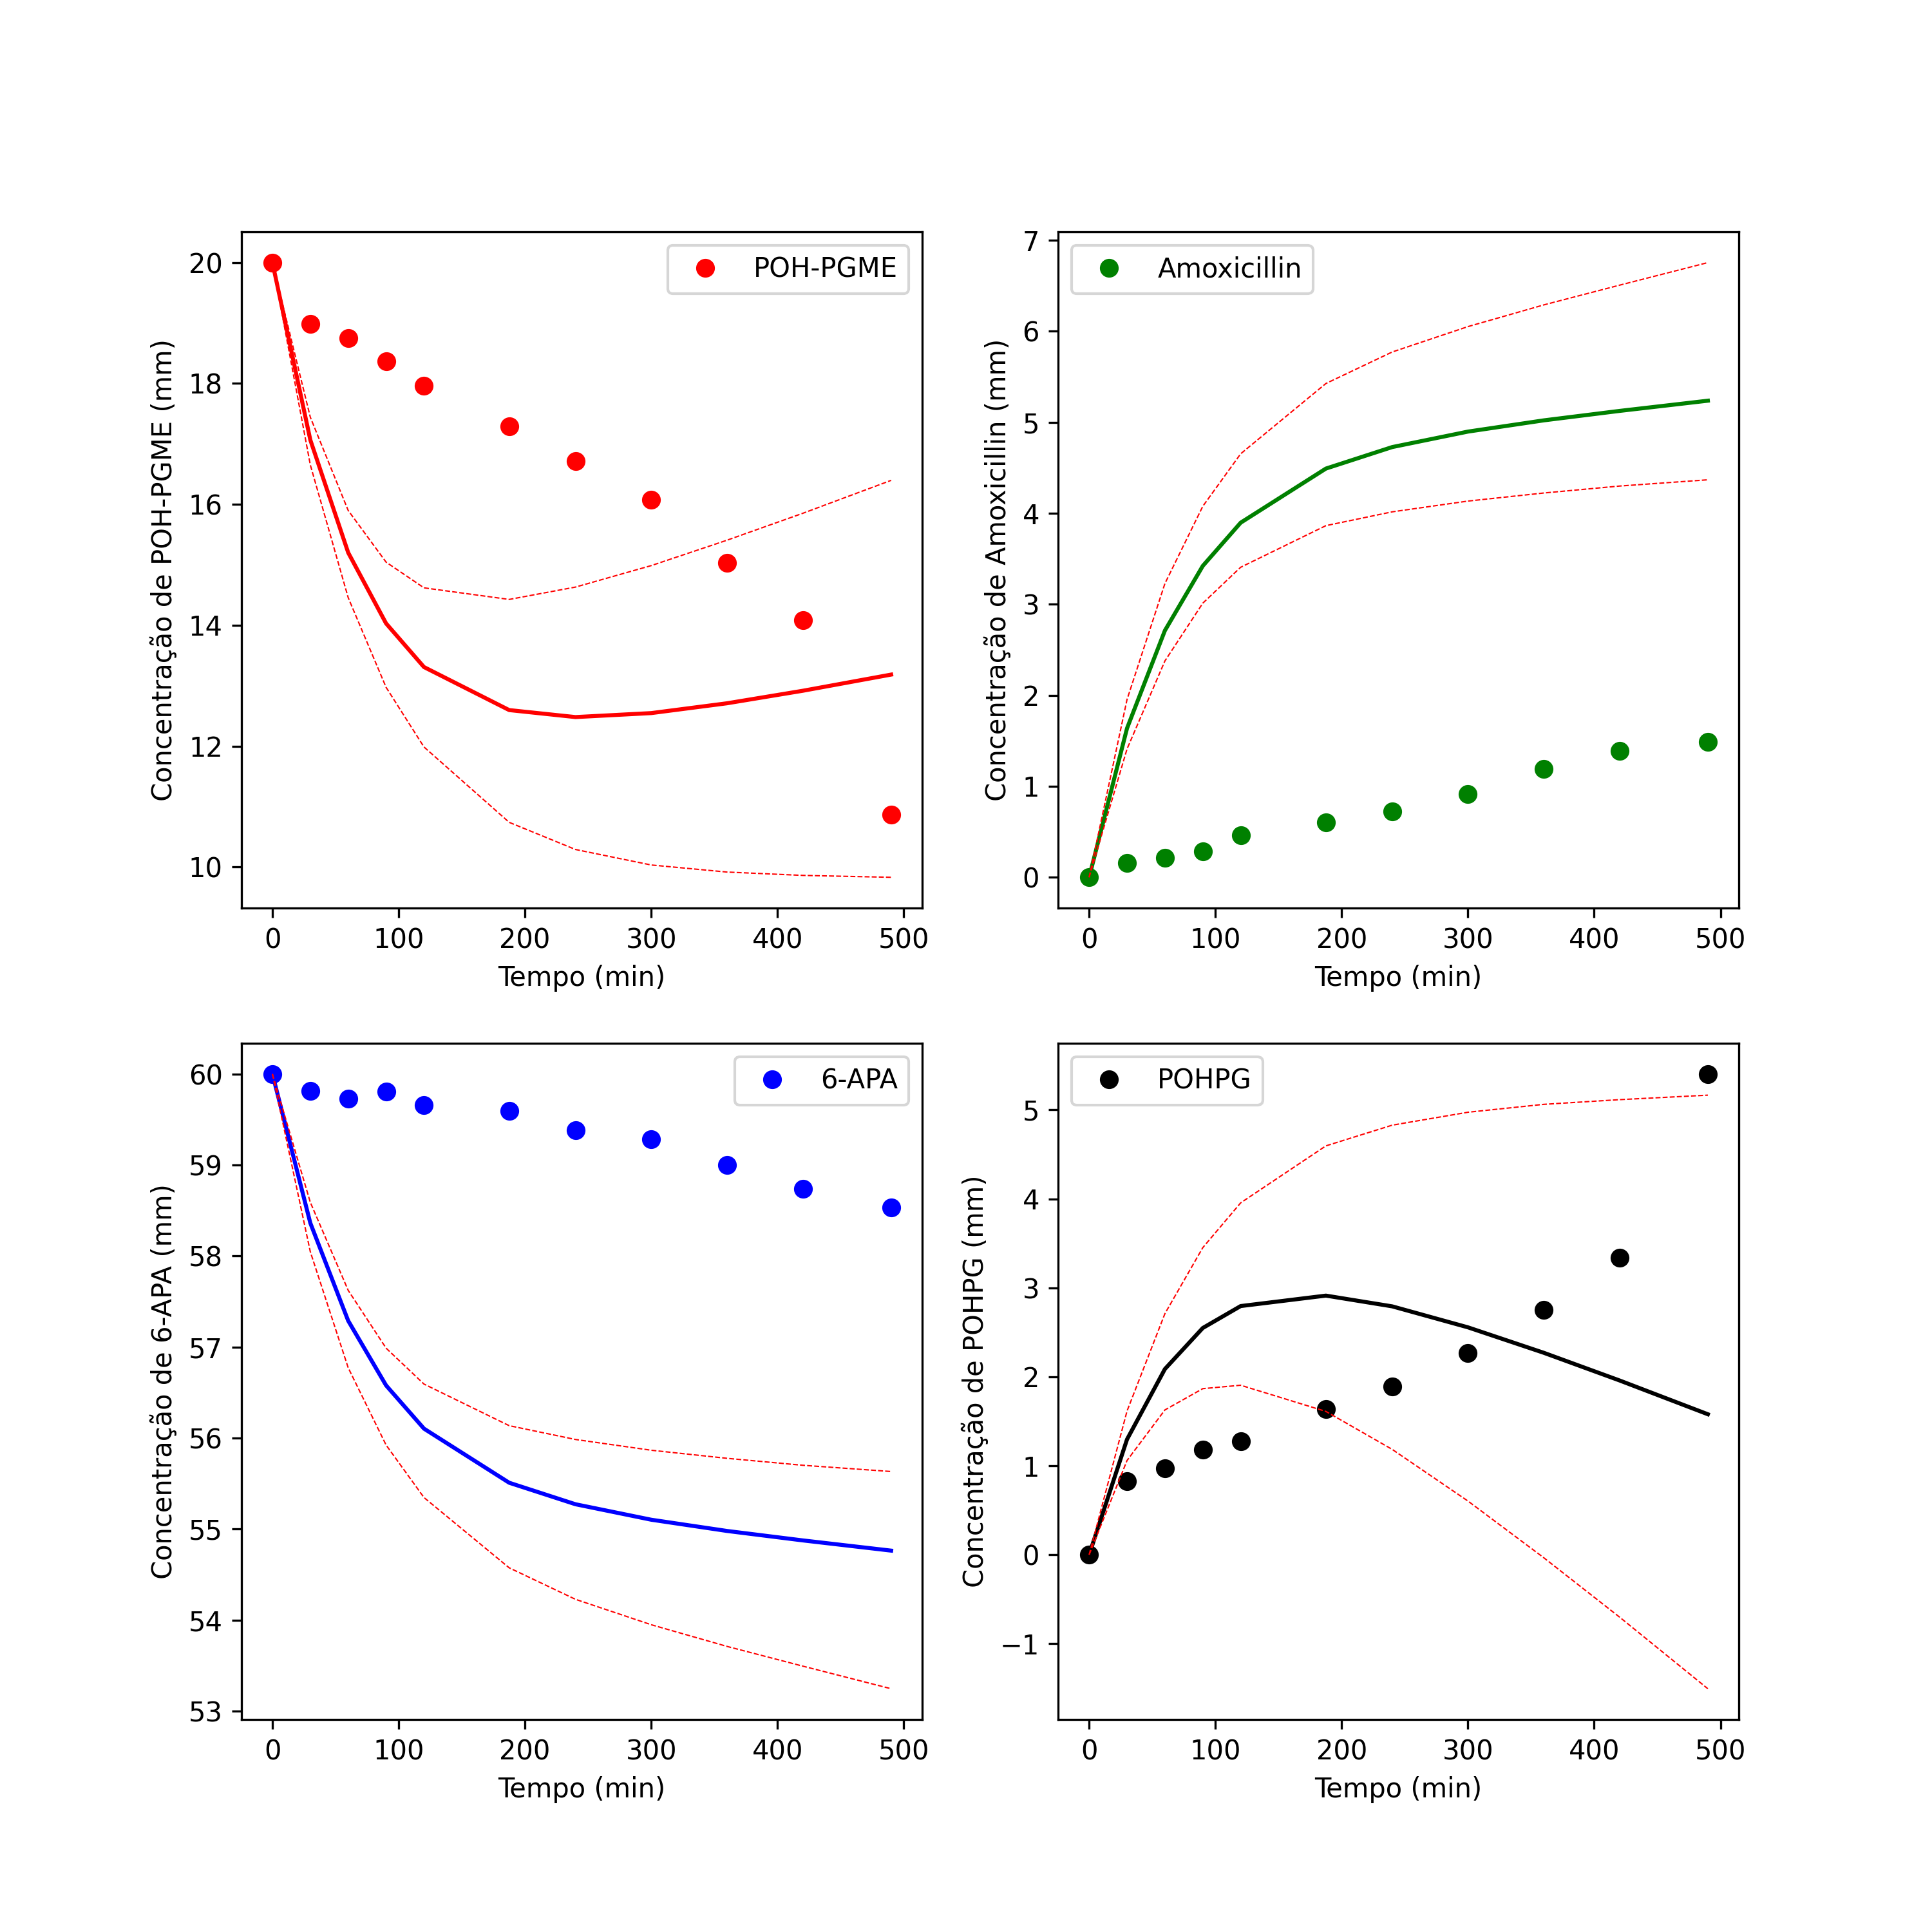 POH-PGME
Concentração de POH-PGME (mm)
20
18
16
14
12
10
0 100 200 300 400 500
Tempo (min)
Amoxicillin
Concentração de Amoxicillin (mm)
7
6
5
4
3
2
1
0
0 100 200 300 400 500
Tempo (min)
6-APA
Concentração de 6-APA (mm)
60
59
58
57
56
55
54
53
0 100 200 300 400 500
Tempo (min)
POHPG
Concentração de POHPG (mm)
5
4
3
2
1
0
−1
0 100 200 300 400 500
Tempo (min)